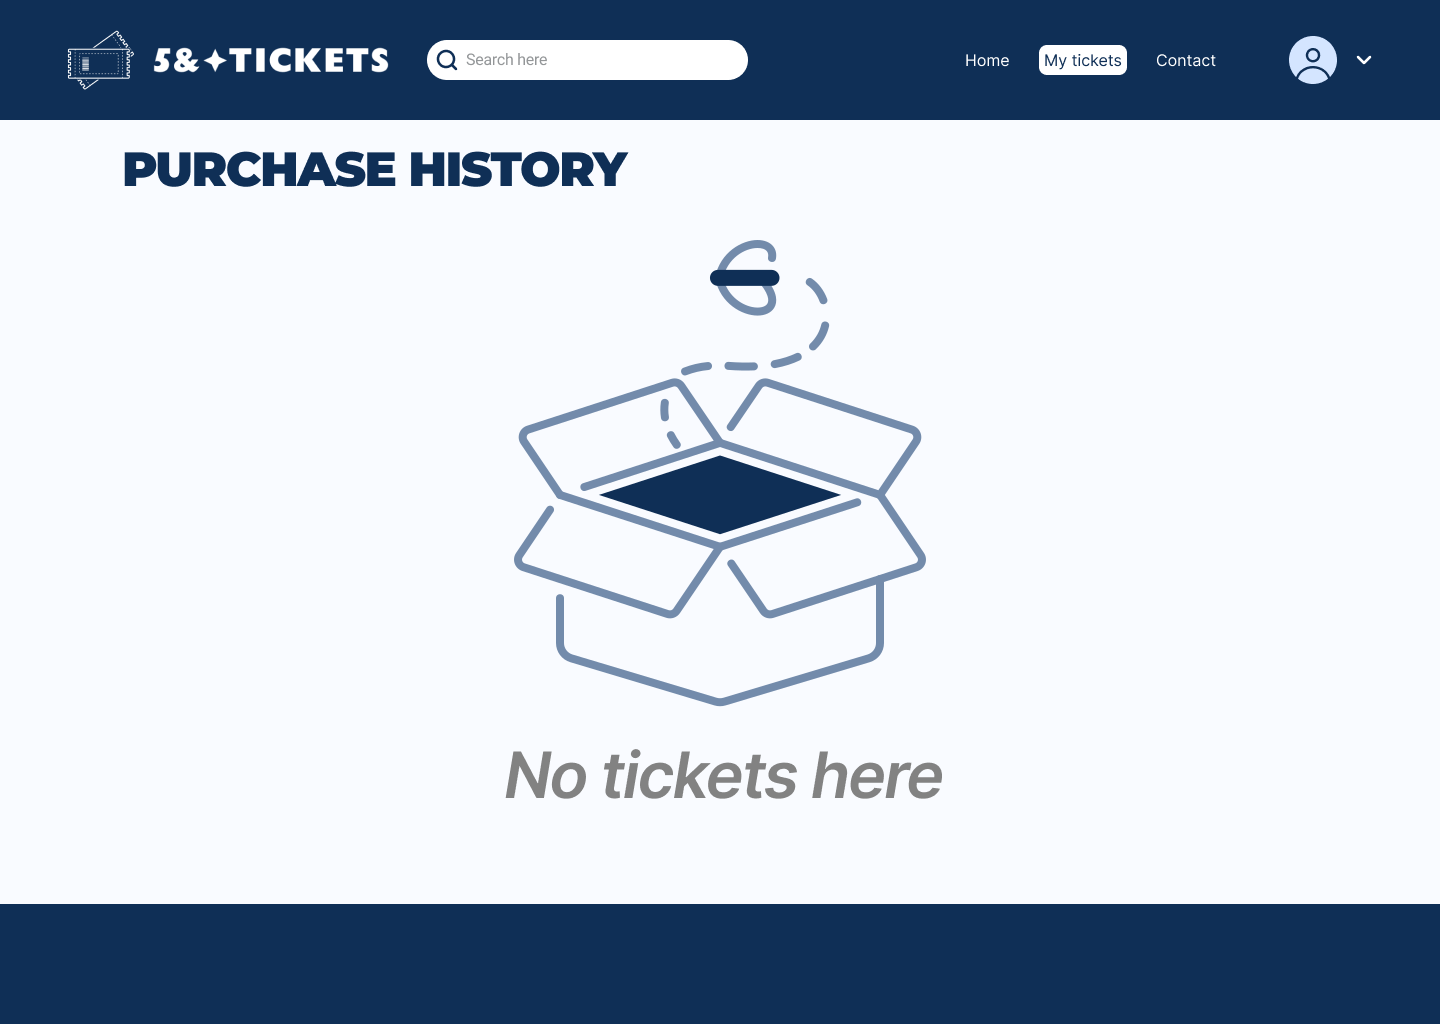 5&✦TICKETS
Search here
Home
My tickets
Contact
PURCHASE HISTORY
No tickets here